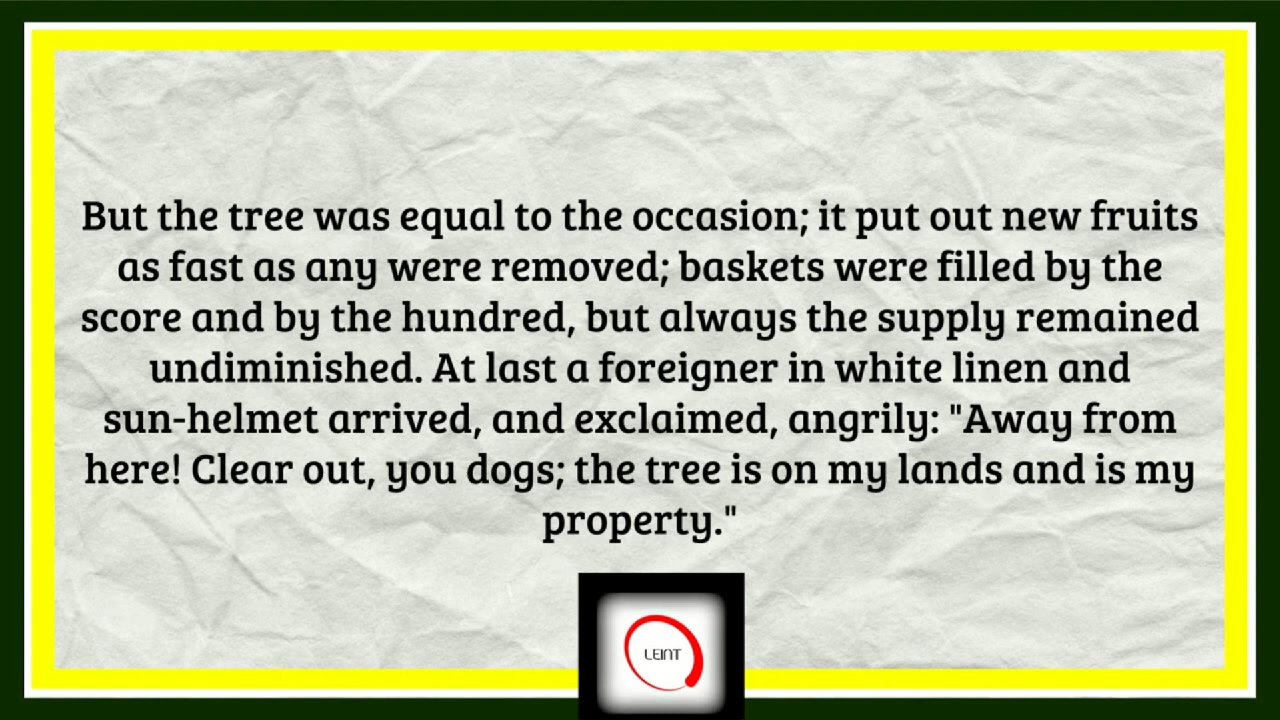 But the tree was equal to the occasion; it put out new fruits
as fast as any were removed; baskets were filled by the
score and by the hundred, but always the supply remained
undiminished. At last a foreigner in white linen and
sun-helmet arrived, and exclaimed, angrily: "Away from
here! Clear out, you dogs; the tree is on my lands and is my
property."
LEINT